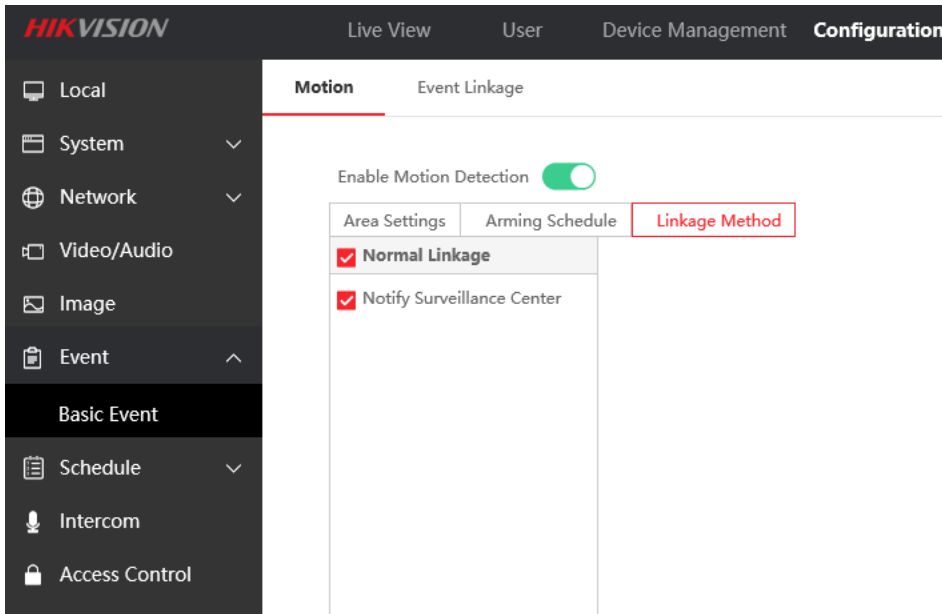 HIKVISION
Live View User Device Management Configuration
Local
System
Network
Video/Audio
Image
Event
Basic Event
Schedule
Intercom
Access Control
Motion Event Linkage
Enable Motion Detection
Area Settings Arming Schedule Linkage Method
Normal Linkage
Notify Surveillance Center